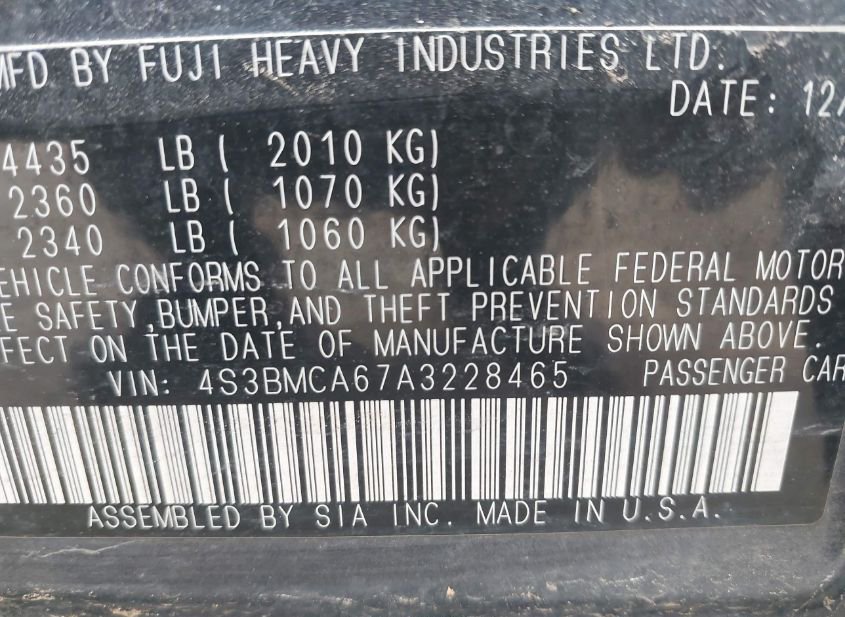 MFD BY FUJI HEAVY INDUSTRIES LTD.
DATE: 12/
4435 LB ( 2010 KG)
2360 LB ( 1070 KG)
2340 LB ( 1060 KG)
EHICLE CONFORMS TO ALL APPLICABLE FEDERAL MOTOR
E SAFETY,BUMPER,AND THEFT PREVENTION STANDARDS
FECT ON THE DATE OF MANUFACTURE SHOWN ABOVE.
VIN: 4S3BMCA67A3228465 PASSENGER CAR
ASSEMBLED BY SIA INC. MADE IN U.S.A.